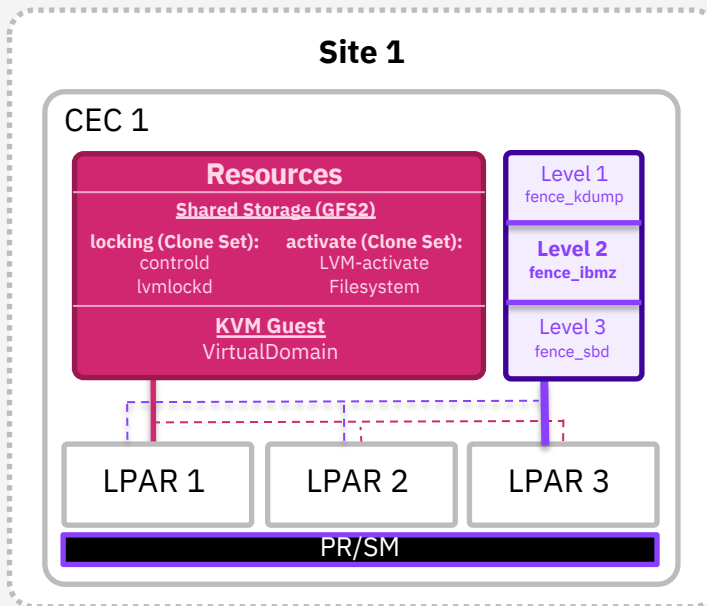 Site 1
CEC 1
Resources
Shared Storage (GFS2)
locking (Clone Set):
controld
lvmlockd
activate (Clone Set):
LVM-activate
Filesystem
KVM Guest
VirtualDomain
Level 1
fence_kdump
Level 2
fence_ibmz
Level 3
fence_sbd
LPAR 1
LPAR 2
LPAR 3
PR/SM